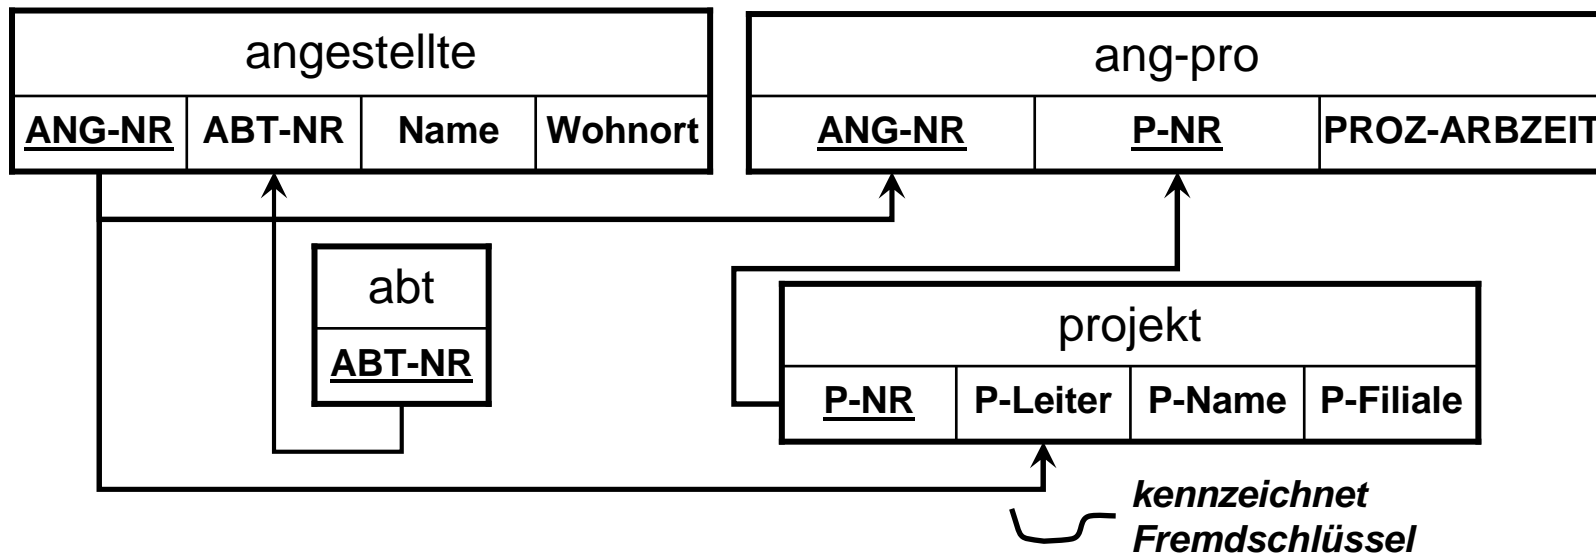 angestellte
ANG-NR ABT-NR Name Wohnort
ang-pro
ANG-NR P-NR PROZ-ARBZEIT
abt
ABT-NR
projekt
P-NR P-Leiter P-Name P-Filiale
kennzeichnet
Fremdschlüssel